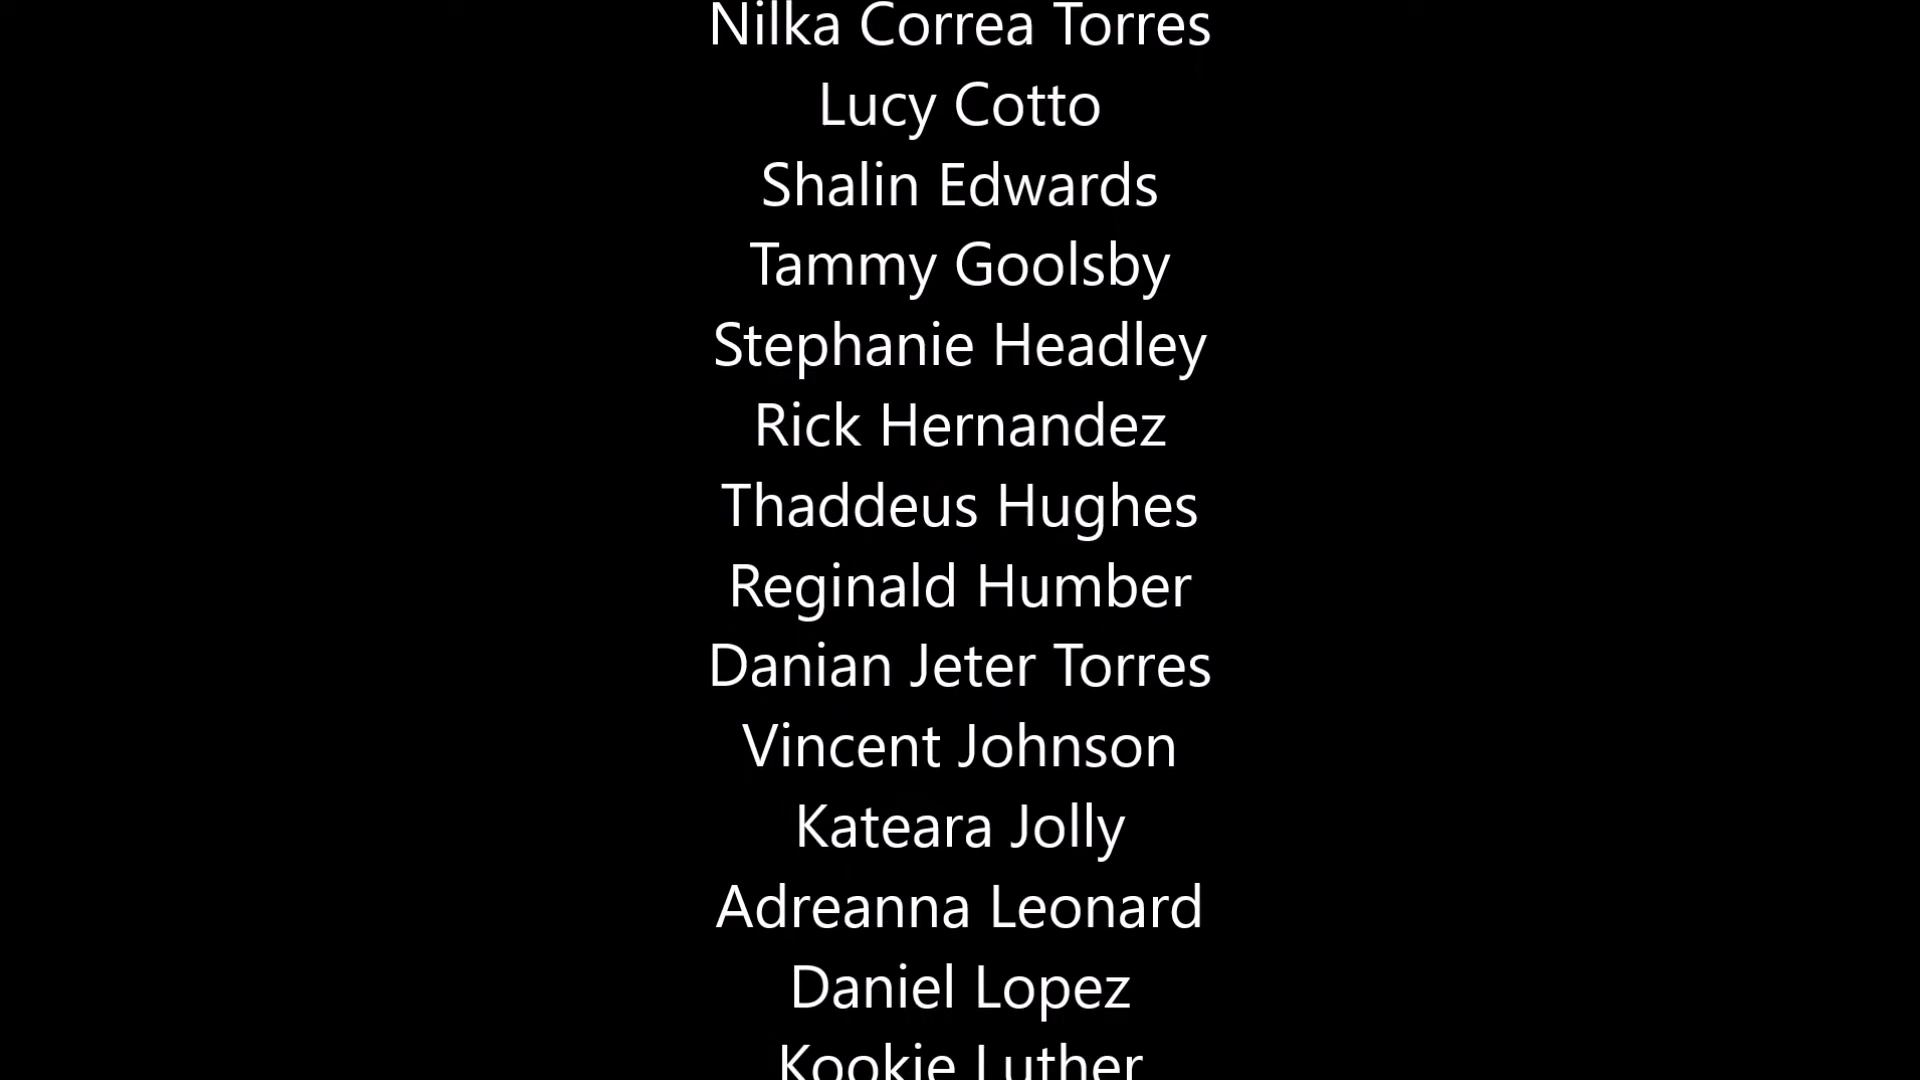 Nilka Correa Torres
Lucy Cotto
Shalin Edwards
Tammy Goolsby
Stephanie Headley
Rick Hernandez
Thaddeus Hughes
Reginald Humber
Danian Jeter Torres
Vincent Johnson
Kateara Jolly
Adreanna Leonard
Daniel Lopez
Kookie Luther